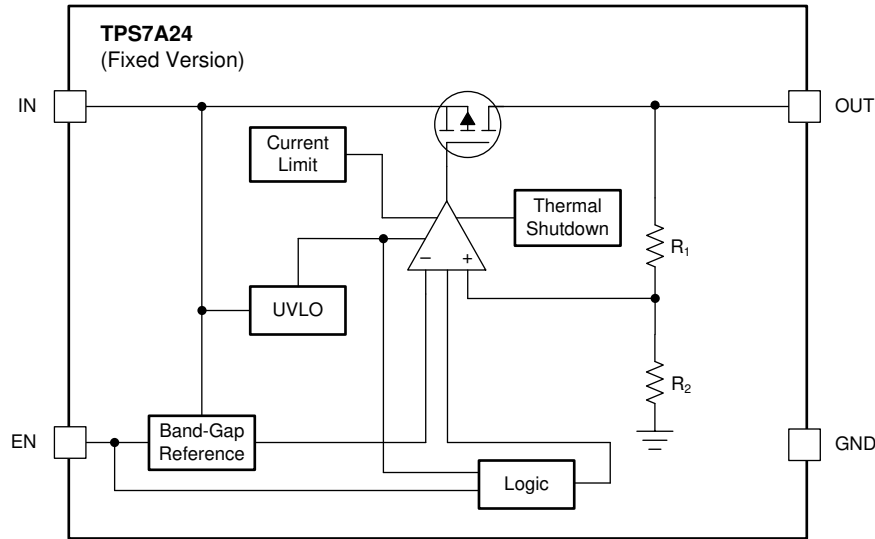 TPS7A24
(Fixed Version)
IN
OUT
Current
Limit
Thermal
Shutdown
R1
− +
UVLO
R2
EN
Band-Gap
Reference
GND
Logic